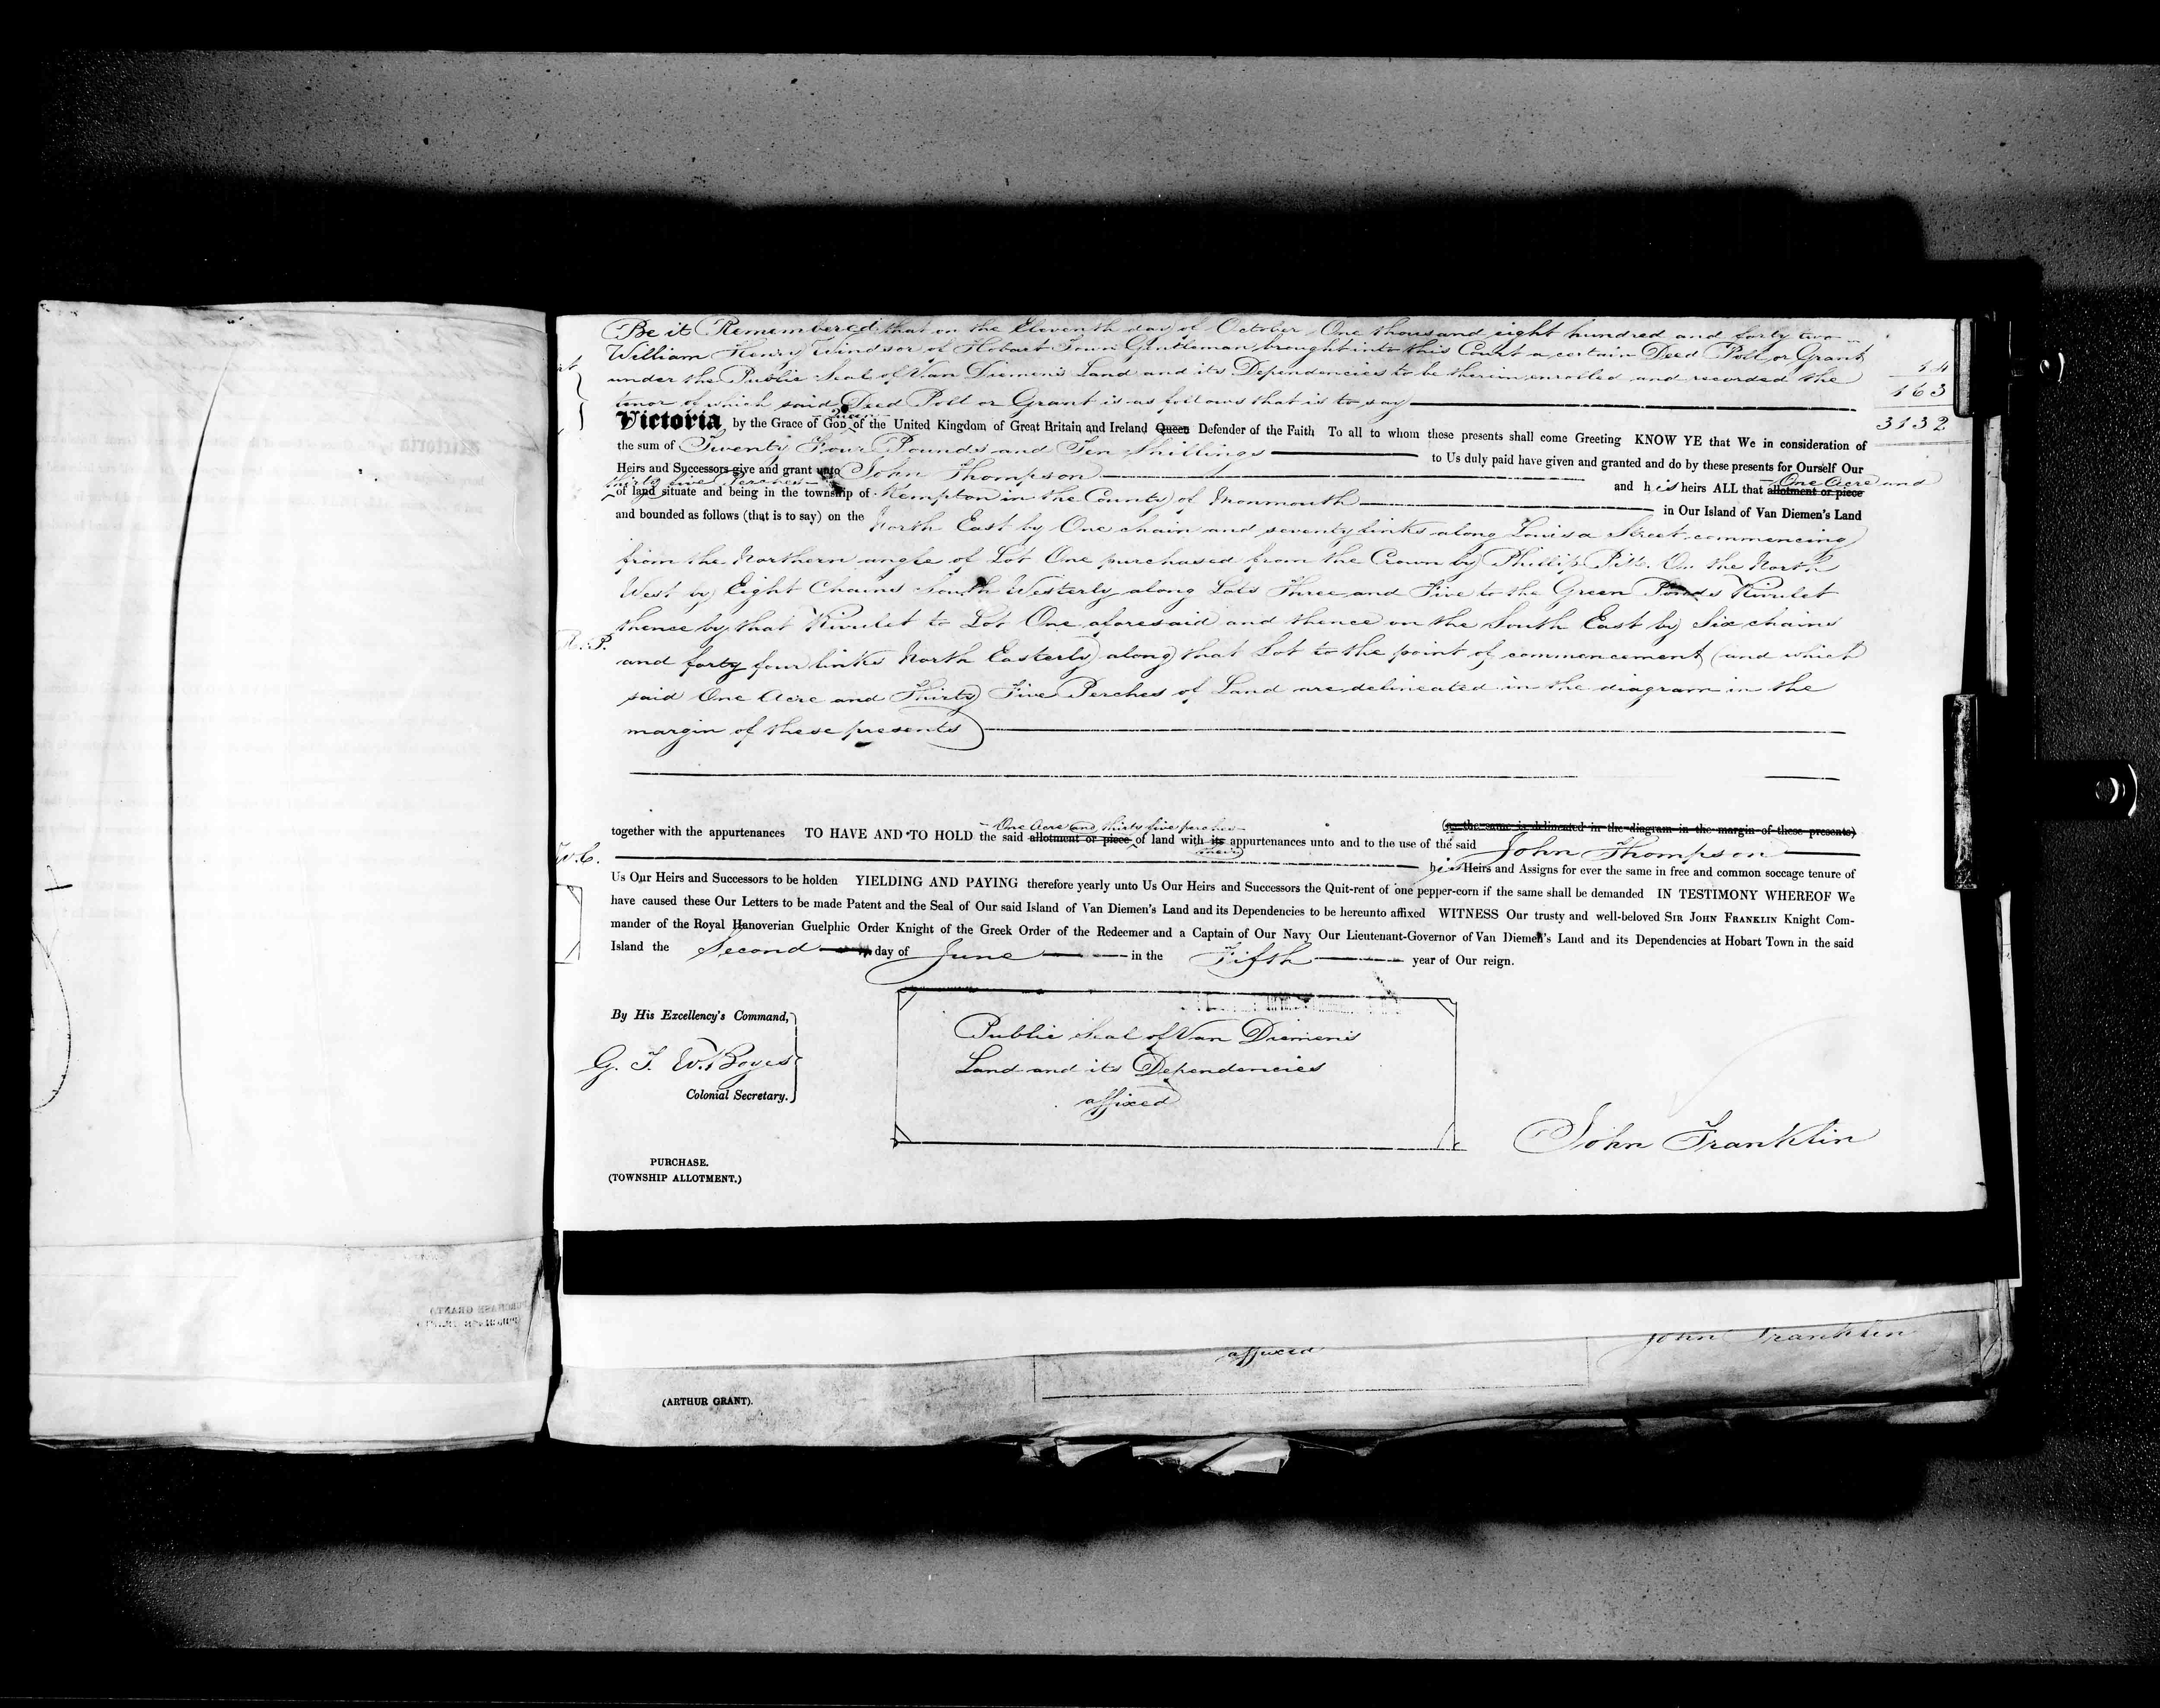 Be it Remembered that on the Eleventh day of October One thousand eight hundred and forty two
William Henry Windsor of Hobart Town Gentleman brought into this Court a certain Deed Poll or Grant
under the Public Seal of Van Diemen's Land and its Dependencies to be therein enrolled and recorded the
tenor of which said Deed Poll or Grant is as follows that is to say
14
163
3132
Queen
Victoria by the Grace of God of the United Kingdom of Great Britain and Ireland Queen Defender of the Faith To all to whom these presents shall come Greeting KNOW YE that We in consideration of
the sum of Twenty Four Pounds and Ten Shillings to Us duly paid have given and granted and do by these presents for Ourself Our
Heirs and Successors give and grant unto John Thompson and his heirs ALL that allotment or piece
One Acre and
thirty five Perches
of land situate and being in the township of Kempton in the County of Monmouth in Our Island of Van Diemen's Land
and bounded as follows (that is to say) on the North East by One chain and seventy links along Louisa Street commencing
from the Northern angle of Lot One purchased from the Crown by Phillip Pitt. On the North
West by Eight Chains South Westerly along Lots Three and Five to the Green Ponds Rivulet
thence by that Rivulet to Lot One aforesaid and thence on the South East by Six chains
and forty four links North Easterly along that Lot to the point of commencement (and which
said One Acre and Thirty Five Perches of Land are delineated in the diagram in the
margin of these presents)
(as the same is delineated in the diagram in the margin of these presents)
One Acre and thirty five perches
together with the appurtenances TO HAVE AND TO HOLD the said allotment or piece of land with its appurtenances unto and to the use of the said John Thompson
their
W.C.
his Heirs and Assigns for ever the same in free and common soccage tenure of
Us Our Heirs and Successors to be holden YIELDING AND PAYING therefore yearly unto Us Our Heirs and Successors the Quit-rent of one pepper-corn if the same shall be demanded IN TESTIMONY WHEREOF We
have caused these Our Letters to be made Patent and the Seal of Our said Island of Van Diemen's Land and its Dependencies to be hereunto affixed WITNESS Our trusty and well-beloved SIR JOHN FRANKLIN Knight Com-
mander of the Royal Hanoverian Guelphic Order Knight of the Greek Order of the Redeemer and a Captain of Our Navy Our Lieutenant-Governor of Van Diemen's Land and its Dependencies at Hobart Town in the said
Island the Second day of June in the Fifth year of Our reign.
By His Excellency's Command,
G. T. W. Boyes
Colonial Secretary.
Public Seal of Van Diemen's
Land and its Dependencies
affixed
John Franklin
PURCHASE.
(TOWNSHIP ALLOTMENT.)
affixed
John Franklin
(ARTHUR GRANT).